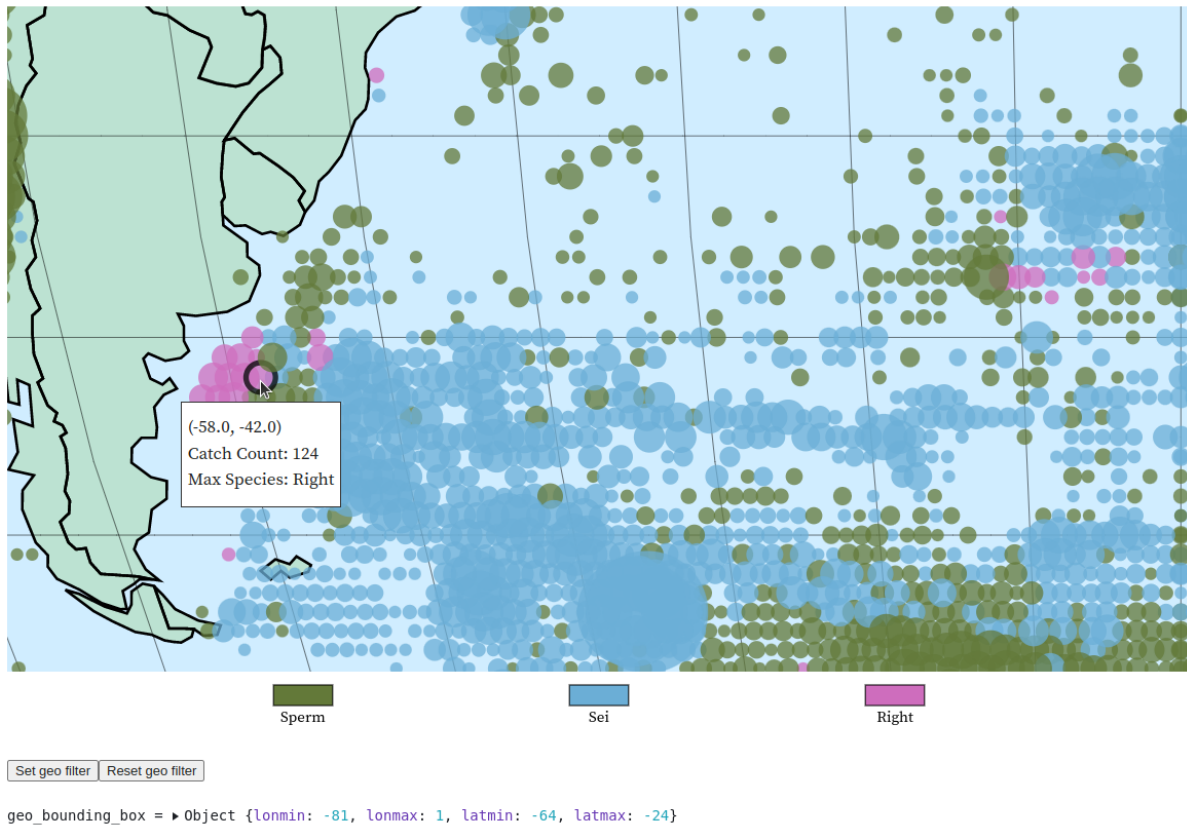 (-58.0, -42.0)
Catch Count: 124
Max Species: Right
Sperm Sei Right
Set geo filter Reset geo filter
geo_bounding_box = ▸ Object {lonmin: -81, lonmax: 1, latmin: -64, latmax: -24}